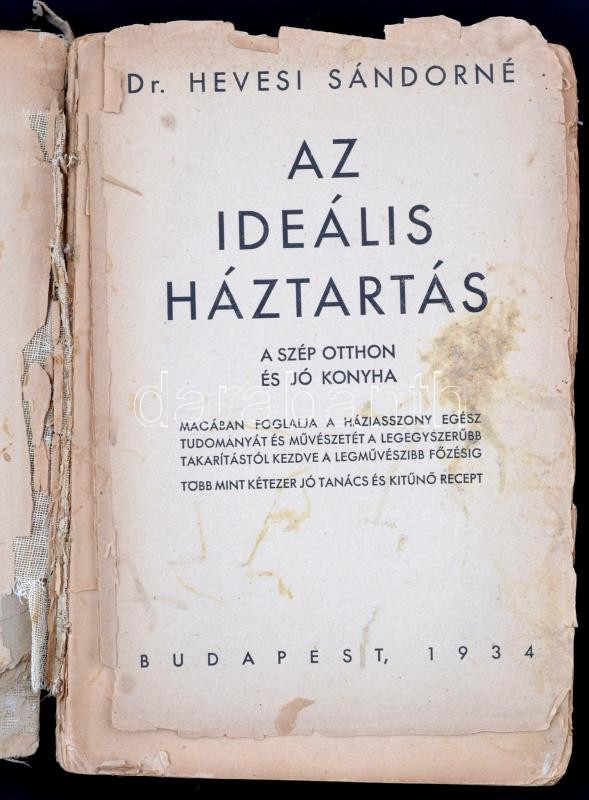 Dr. HEVESI SÁNDORNÉ
AZ
IDEÁLIS
HÁZTARTÁS
A SZÉP OTTHON
ÉS JÓ KONYHA
MAGÁBAN FOGLALJA A HÁZIASSZONY EGÉSZ
TUDOMÁNYÁT ÉS MŰVÉSZETÉT A LEGEGYSZERŰBB
TAKARÍTÁSTÓL KEZDVE A LEGMŰVÉSZIBB FŐZÉSIG
TÖBB MINT KÉTEZER JÓ TANÁCS ÉS KITŰNŐ RECEPT
BUDAPEST, 1934
darabanth